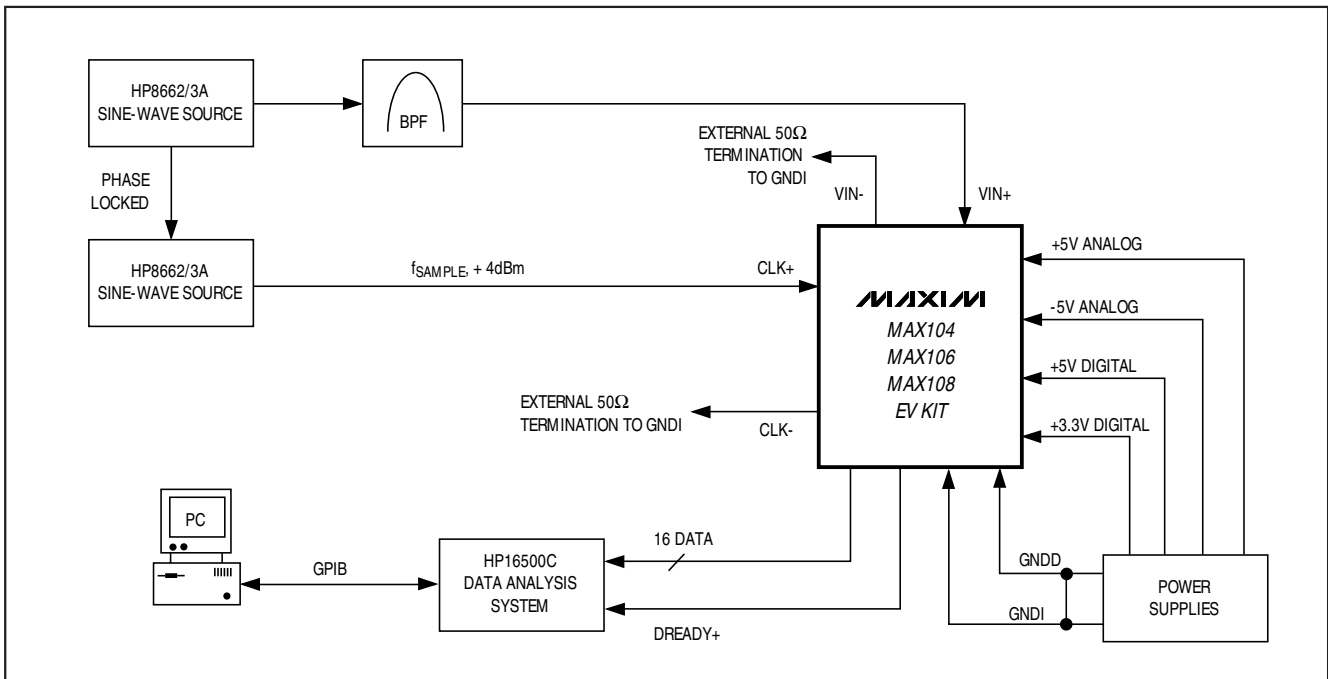 HP8662/3A
SINE-WAVE SOURCE
BPF
PHASE
LOCKED
HP8662/3A
SINE-WAVE SOURCE
fSAMPLE, + 4dBm
CLK+
EXTERNAL 50Ω
TERMINATION
TO GNDI
VIN-
VIN+
MAXIM
MAX104
MAX106
MAX108
EV KIT
+5V ANALOG
-5V ANALOG
+5V DIGITAL
+3.3V DIGITAL
EXTERNAL 50Ω
TERMINATION TO GNDI
CLK-
PC
GPIB
HP16500C
DATA ANALYSIS
SYSTEM
16 DATA
DREADY+
GNDD
GNDI
POWER
SUPPLIES